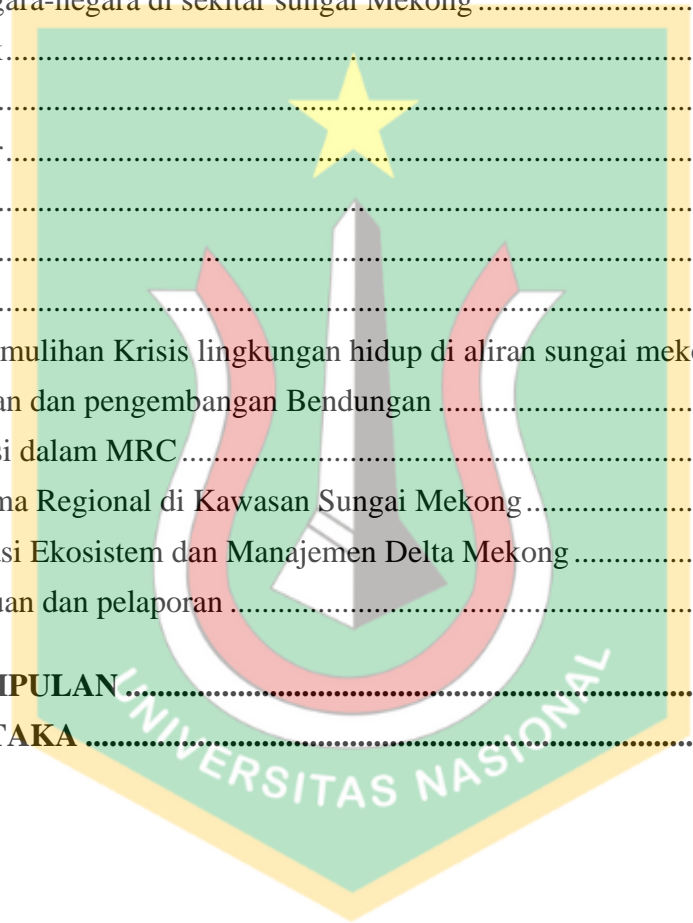 gara-negara di sekitar sungai Mekong ........................
................................................
................................................
................................................
................................................
................................................
................................................
mulihan Krisis lingkungan hidup di aliran sungai meko
an dan pengembangan Bendungan ........................
si dalam MRC ................................................
ma Regional di Kawasan Sungai Mekong ........................
si Ekosistem dan Manajemen Delta Mekong ................
uan dan pelaporan ........................................
IPULAN ................................................
TAKA ................................................
UNIVERSITAS NASIONAL